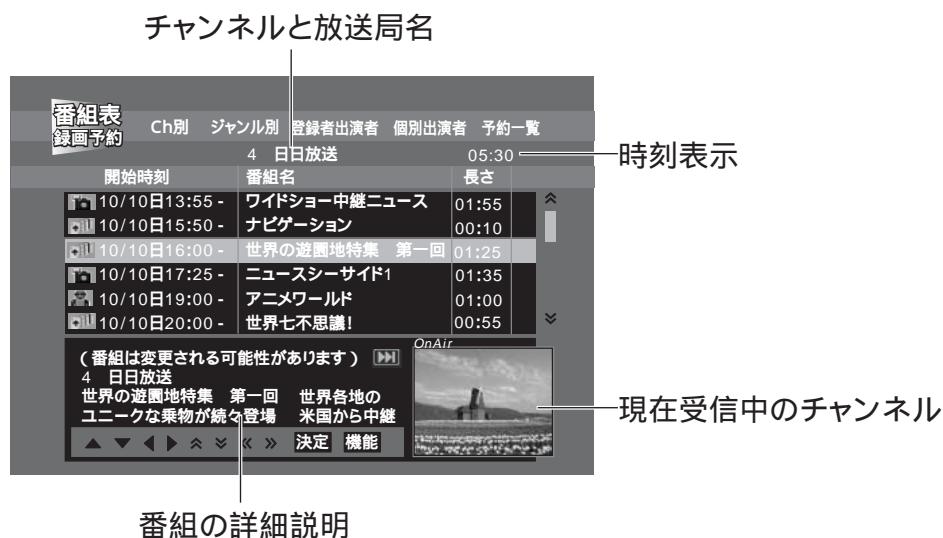 チャンネルと放送局名
番組表
録画予約
Ch別 ジャンル別 登録者出演者 個別出演者 予約一覧
4 日日放送 05:30
時刻表示
開始時刻 番組名 長さ
10/10日13:55 - ワイドショー中継ニュース 01:55
10/10日15:50 - ナビゲーション 00:10
10/10日16:00 - 世界の遊園地特集 第一回 01:25
10/10日17:25 - ニュースシーサイド1 01:35
10/10日19:00 - アニメワールド 01:00
10/10日20:00 - 世界七不思議! 00:55
OnAir
(番組は変更される可能性があります)
4 日日放送
世界の遊園地特集 第一回 世界各地の
ユニークな乗物が続々登場 米国から中継
決定 機能
現在受信中のチャンネル
番組の詳細説明